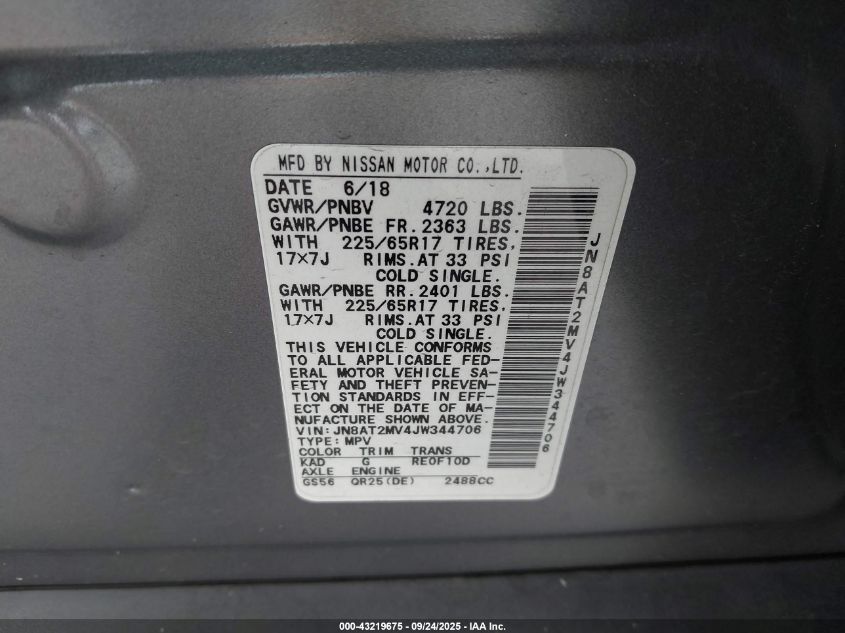 MFD BY NISSAN MOTOR CO.,LTD.
DATE 6/18
GVWR/PNBV 4720 LBS.
GAWR/PNBE FR. 2363 LBS.
WITH 225/65R17 TIRES,
17×7J RIMS.AT 33 PSI
COLD SINGLE.
GAWR/PNBE RR. 2401 LBS.
WITH 225/65R17 TIRES,
17×7J RIMS.AT 33 PSI
COLD SINGLE.
THIS VEHICLE CONFORMS
TO ALL APPLICABLE FED-
ERAL MOTOR VEHICLE SA-
FETY AND THEFT PREVEN-
TION STANDARDS IN EFF-
ECT ON THE DATE OF MA-
NUFACTURE SHOWN ABOVE.
VIN: JN8AT2MV4JW344706
TYPE: MPV
COLOR TRIM TRANS
KAD G RE0F10D
AXLE ENGINE
GS56 QR25(DE) 2488CC
JN8AT2MV4JW344706
000-43219675 - 09/24/2025 - IAA Inc.